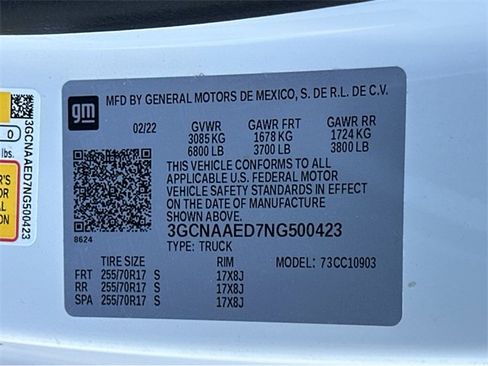 gm
MFD BY GENERAL MOTORS DE MEXICO, S. DE R.L. DE C.V.
02/22 GVWR GAWR FRT GAWR RR
3085 KG 1678 KG 1724 KG
6800 LB 3700 LB 3800 LB
THIS VEHICLE CONFORMS TO ALL
APPLICABLE U.S. FEDERAL MOTOR
VEHICLE SAFETY STANDARDS IN EFFECT
ON THE DATE OF MANUFACTURE
SHOWN ABOVE.
8624
3GCNAAED7NG500423
TYPE: TRUCK
TIRE SIZE RIM MODEL: 73CC10903
FRT 255/70R17 S 17X8J
RR 255/70R17 S 17X8J
SPA 255/70R17 S 17X8J
3GCNAAED7NG500423
0
lbs.